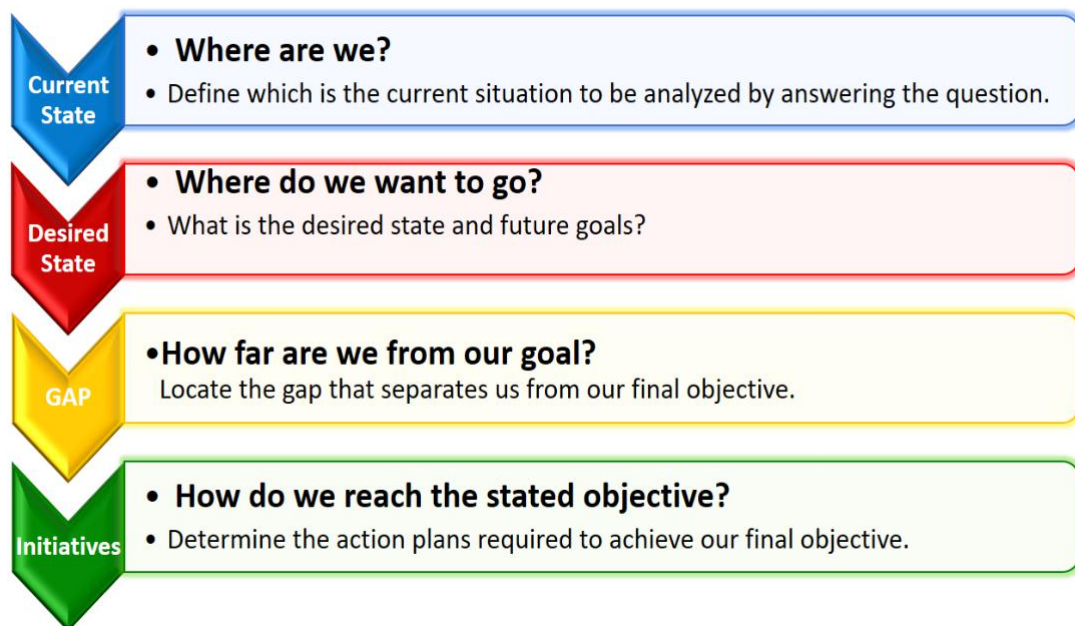 Current
State
• Where are we?
• Define which is the current situation to be analyzed by answering the question.
Desired
State
• Where do we want to go?
• What is the desired state and future goals?
GAP
•How far are we from our goal?
Locate the gap that separates us from our final objective.
Initiatives
• How do we reach the stated objective?
• Determine the action plans required to achieve our final objective.